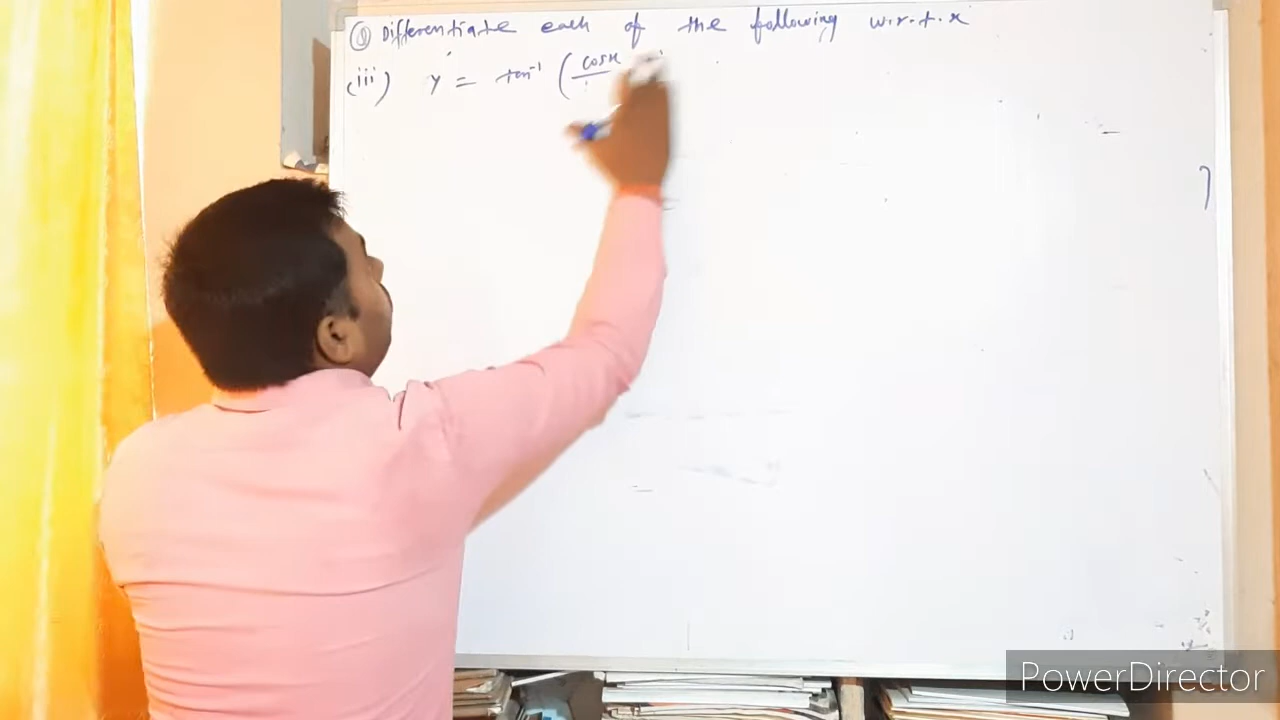 ① Differentiate each of the following w.r.t. x
(iii) y = tan⁻¹ ( cosx
PowerDirector